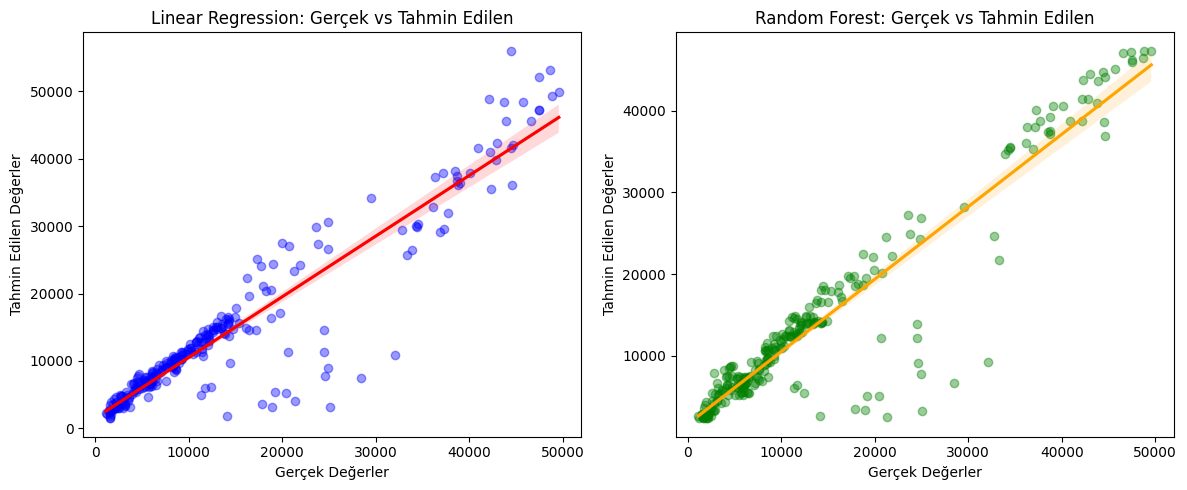 Linear Regression: Gerçek vs Tahmin Edilen
Tahmin Edilen Değerler
50000
40000
30000
20000
10000
0
0 10000 20000 30000 40000 50000
Gerçek Değerler
Random Forest: Gerçek vs Tahmin Edilen
Tahmin Edilen Değerler
40000
30000
20000
10000
0 10000 20000 30000 40000 50000
Gerçek Değerler